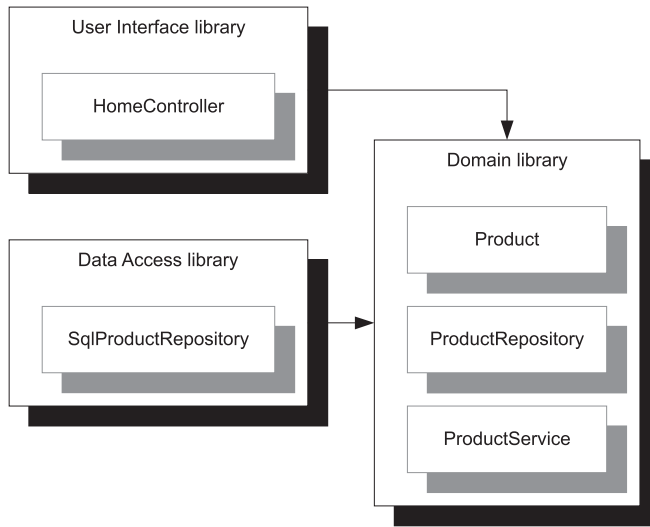 User Interface library
HomeController
Data Access library
SqlProductRepository
Domain library
Product
ProductRepository
ProductService